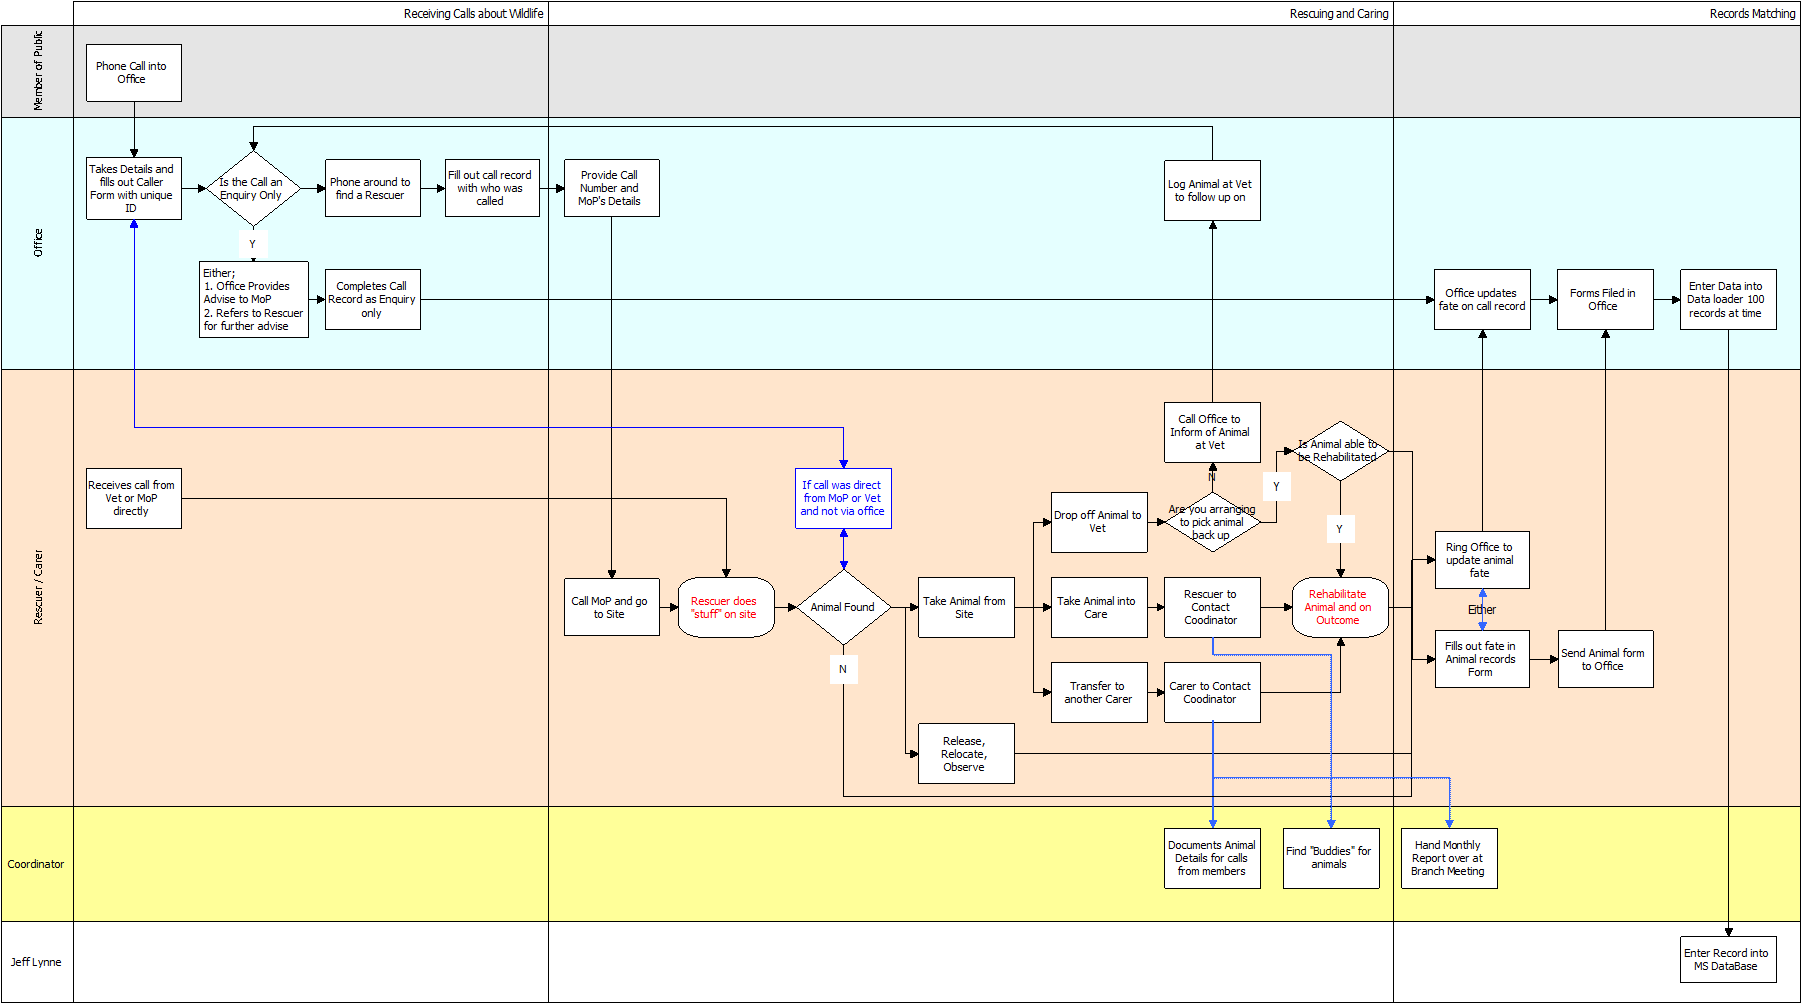 Receiving Calls about Wildlife
Rescuing and Caring
Records Matching
Member of Public
Phone Call into
Office
Office
Takes Details and
fills out Caller
Form with unique
ID
Is the Call an
Enquiry Only
Phone around to
find a Rescuer
Fill out call record
with who was
called
Provide Call
Number and
MoP's Details
Log Animal at Vet
to follow up on
Y
Either;
1. Office Provides
Advise to MoP
2. Refers to Rescuer
for further advise
Completes Call
Record as Enquiry
only
Office updates
fate on call record
Forms Filed in
Office
Enter Data into
Data loader 100
records at time
Rescuer / Carer
Receives call from
Vet or MoP
directly
If call was direct
from MoP or Vet
and not via office
Call Office to
Inform of Animal
at Vet
Is Animal able to
be Rehabilitated
N
Y
Drop off Animal to
Vet
Are you arranging
to pick animal
back up
Y
Ring Office to
update animal
fate
Call MoP and go
to Site
Rescuer does
"stuff" on site
Animal Found
Take Animal from
Site
Take Animal into
Care
Rescuer to
Contact
Coodinator
Rehabilitate
Animal and on
Outcome
Either
N
Transfer to
another Carer
Carer to Contact
Coodinator
Fills out fate in
Animal records
Form
Send Animal form
to Office
Release,
Relocate,
Observe
Coordinator
Documents Animal
Details for calls
from members
Find "Buddies" for
animals
Hand Monthly
Report over at
Branch Meeting
Jeff Lynne
Enter Record into
MS DataBase